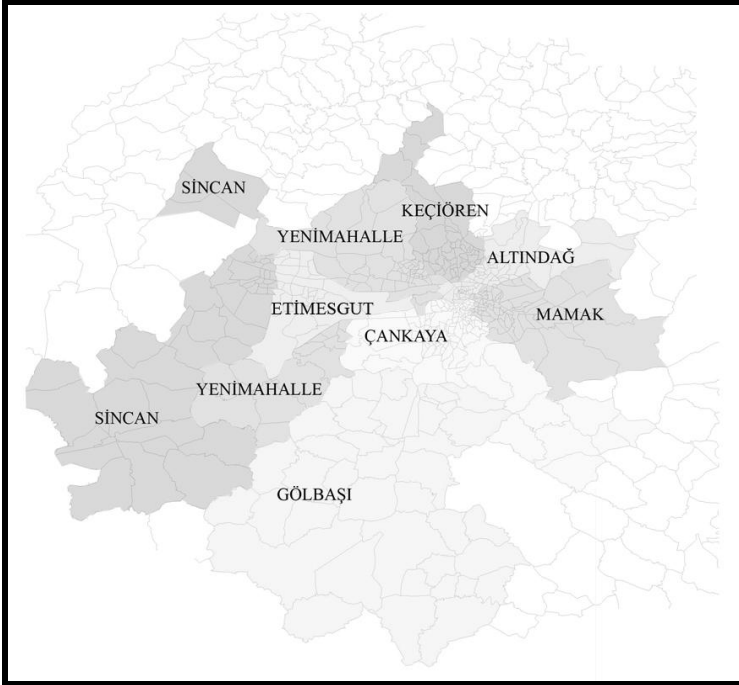 SİNCAN
KEÇİÖREN
YENİMAHALLE
ALTINDAĞ
ETİMESGUT
MAMAK
ÇANKAYA
YENİMAHALLE
SİNCAN
GÖLBAŞI